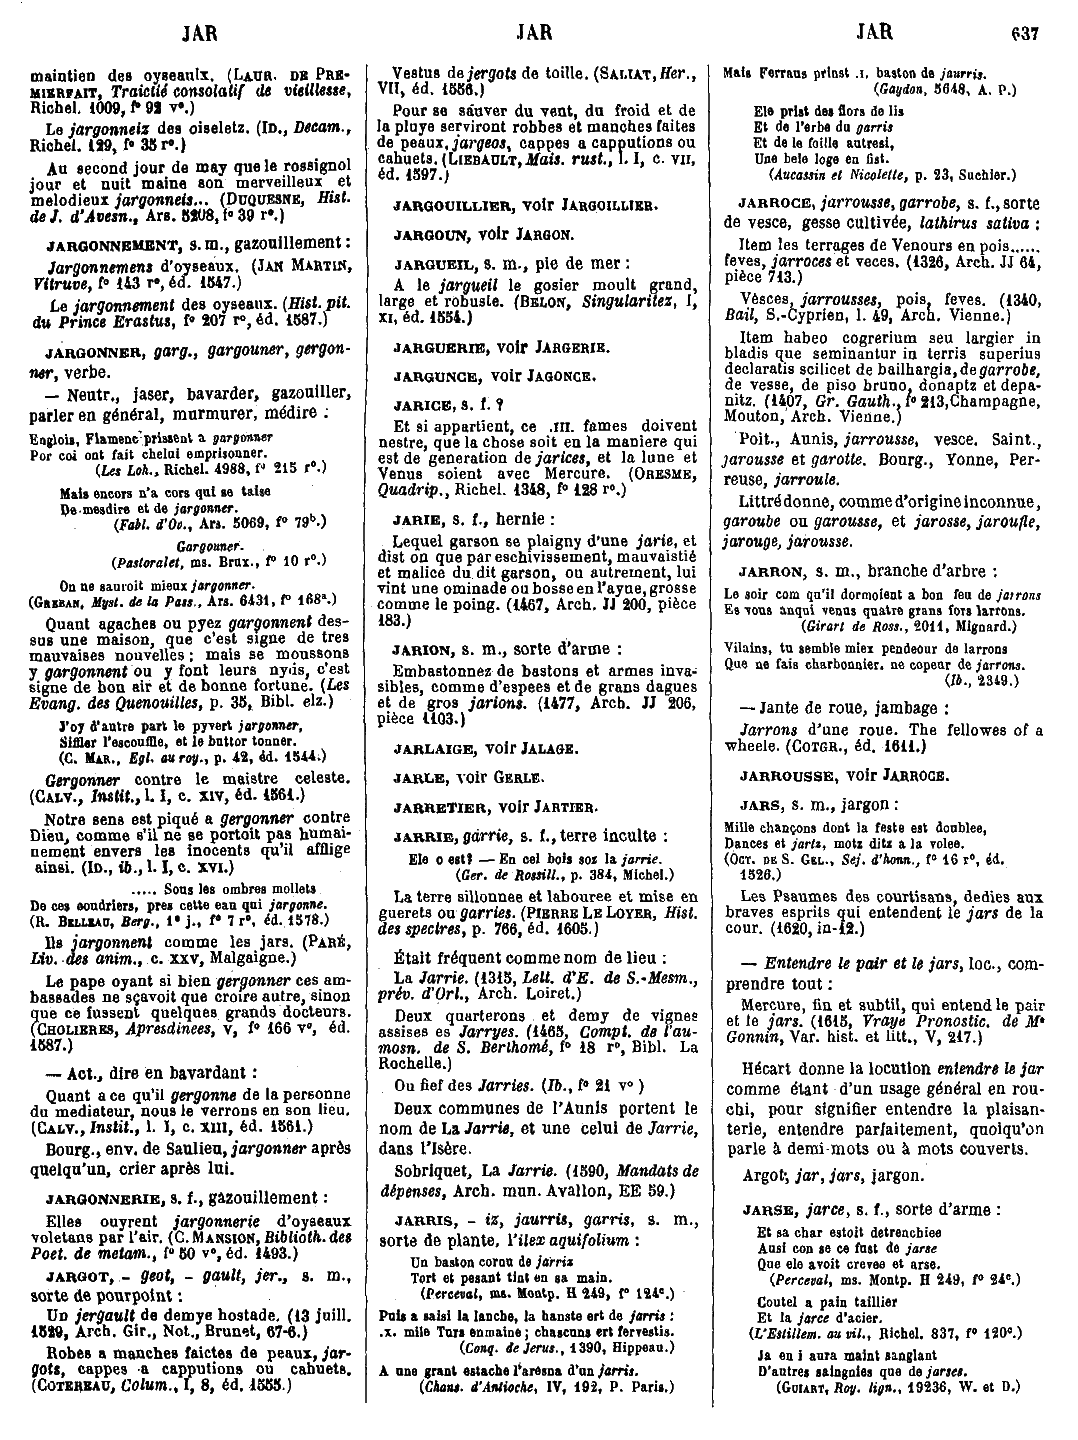 JAR
JAR
JAR
637
maintien des oyseaulx. (LAUR. DE PRE-
MIERFAIT, Traictié consolatif de vieillesse,
Richel. 1009, f° 92 v°.)
Le jargonneiz des oiseletz. (ID., Decam.,
Richel. 129, f° 35 r°.)
Au second jour de may que le rossignol
jour et nuit maine son merveilleux et
melodieux jargonneis... (DUQUESNE, Hist.
de J. d'Avesn., Ars. 5208, f° 39 r°.)
JARGONNEMENT, s. m., gazouillement :
Jargonnemens d'oyseaux. (JAN MARTIN,
Vitruve, f° 143 r°, éd. 1547.)
Le jargonnement des oyseaux. (Hist. pit.
du Prince Erastus, f° 207 r°, éd. 1587.)
JARGONNER, garg., gargouner, gergon-
ner, verbe.
— Neutr., jaser, bavarder, gazouiller,
parler en général, murmurer, médire :
Englois, Flamenc prissent a gargonner
Por coi ont fait chelui emprisonner.
(Les Loh., Richel. 4988, f° 215 r°.)
Mais encors n'a cors qui se taise
De mesdire et de jargonner.
(Fabl. d'Ov., Ars. 5069, f° 79b.)
Gargouner.
(Pastoralet, ms. Brux., f° 10 r°.)
On ne sauroit mieux jargonner.
(GREBAN, Myst. de la Pass., Ars. 6431, f° 168a.)
Quant agaches ou pyez gargonnent des-
sus une maison, que c'est signe de tres
mauvaises nouvelles ; mais se moussons
y gargonnent ou y font leurs nyds, c'est
signe de bon air et de bonne fortune. (Les
Evang. des Quenouilles, p. 35, Bibl. elz.)
J'oy d'autre part le pyvert jargonner,
Siffler l'escouffle, et le buttor tonner.
(C. MAR., Egl. au roy., p. 42, éd. 1544.)
Gergonner contre le maistre celeste.
(CALV., Instit., l. I, c. XIV, éd. 1561.)
Notre sens est piqué a gergonner contre
Dieu, comme s'il ne se portoit pas humai-
nement envers les inocents qu'il afflige
ainsi. (ID., ib., l. I, c. XVI.)
..... Sous les ombres mollets
De ces coudriers, pres cette eau qui jargonne.
(R. BELLEAU, Berg., 1° j., f° 7 r°, éd. 1578.)
Ils jargonnent comme les jars. (PARÉ,
Liv. des anim., c. XXV, Malgaigne.)
Le pape oyant si bien gergonner ces am-
bassades ne sçavoit que croire autre, sinon
que ce fussent quelques grands docteurs.
(CHOLIERES, Apresdinees, V, f° 166 v°, éd.
1587.)
— Act., dire en bavardant :
Quant a ce qu'il gergonne de la personne
du mediateur, nous le verrons en son lieu.
(CALV., Instit., l. I, c. XIII, éd. 1561.)
Bourg., env. de Saulieu, jargonner après
quelqu'un, crier après lui.
JARGONNERIE, s. f., gazouillement :
Elles ouyrent jargonnerie d'oyseaux
voletans par l'air. (C. MANSION, Biblioth. des
Poet. de metam., f° 50 v°, éd. 1493.)
JARGOT, - geot, - gault, jer., s. m.,
sorte de pourpoint :
Un jergault de demye hostade. (13 juill.
1529, Arch. Gir., Not., Brunet, 67-6.)
Robes a manches faictes de peaux, jar-
gots, cappes a capputions ou cahuets.
(COTEREAU, Colum., I, 8, éd. 1555.)
Vestus de jergots de toille. (SALIAT, Her.,
VII, éd. 1556.)
Pour se sauver du vent, du froid et de
la pluye serviront robbes et manches faites
de peaux, jargeos, cappes a capputions ou
cahuets. (LIEBAULT, Mais. rust., l. I, c. VII,
éd. 1597.)
JARGOUILLIER, voir JARGOILLIER.
JARGOUN, voir JARGON.
JARGUEIL, s. m., pie de mer :
A le jargueil le gosier moult grand,
large et robuste. (BELON, Singularitez, I,
XI, éd. 1554.)
JARGUERIE, voir JARGERIE.
JARGUNCE, voir JAGONCE.
JARICE, s. f. ?
Et si appartient, ce .III. fames doivent
nestre, que la chose soit en la maniere qui
est de generation de jarices, et la lune et
Venus soient avec Mercure. (ORESME,
Quadrip., Richel. 1348, f° 128 r°.)
JARIE, s. f., hernie :
Lequel garson se plaigny d'une jarie, et
dist on que par eschivissement, mauvaistié
et malice du dit garson, ou autrement, lui
vint une ominade ou bosse en l'ayne, grosse
comme le poing. (1467, Arch. JJ 200, pièce
183.)
JARION, s. m., sorte d'arme :
Embastonnez de bastons et armes inva-
sibles, comme d'espees et de grans dagues
et de gros jarions. (1477, Arch. JJ 206,
pièce 1103.)
JARLAIGE, voir JALAGE.
JARLE, voir GERLE.
JARRETIER, voir JARTIER.
JARRIE, garrie, s. f., terre inculte :
Ele o est? — En cel bois soz la jarrie.
(Ger. de Rossill., p. 384, Michel.)
La terre sillonnee et labouree et mise en
guerets ou garries. (PIERRE LE LOYER, Hist.
des spectres, p. 766, éd. 1605.)
Était fréquent comme nom de lieu :
La Jarrie. (1315, Lett. d'E. de S.-Mesm.,
prév. d'Orl., Arch. Loiret.)
Deux quarterons et demy de vignes
assises es Jarryes. (1465, Compt. de l'au-
mosn. de S. Berthomé, f° 18 r°, Bibl. La
Rochelle.)
Ou fief des Jarries. (Ib., f° 21 v°)
Deux communes de l'Aunis portent le
nom de La Jarrie, et une celui de Jarrie,
dans l'Isère.
Sobriquet, La Jarrie. (1590, Mandats de
dépenses, Arch. mun. Avallon, EE 59.)
JARRIS, - iz, jaurris, garris, s. m.,
sorte de plante, l'ilex aquifolium :
Un baston cornu de jarriz
Tort et pesant tint en sa main.
(Perceval, ms. Montp. H 249, f° 124c.)
Puis a saisi la lanche, la hanste ert de jarris :
.x. mile Turs enmaine ; chascuns ert fervestis.
(Conq. de Jerus., 1390, Hippeau.)
A une grant estache l'aresna d'un jarris.
(Chans. d'Antioche, IV, 192, P. Paris.)
Mais Ferraus prinst .I. baston de jaurris.
(Gaydon, 5648, A. P.)
Ele prist des flors de lis
Et de l'erbe du garris
Et de le foille autresi,
Une bele loge en fist.
(Aucassin et Nicolette, p. 23, Suchier.)
JARROCE, jarrousse, garrobe, s. f., sorte
de vesce, gesse cultivée, lathirus sativa :
Item les terrages de Venours en pois......
feves, jarroces et veces. (1326, Arch. JJ 64,
pièce 713.)
Vèsces, jarrousses, pois, feves. (1340,
Bail, S.-Cyprien, l. 49, Arch. Vienne.)
Item habeo cogrerium seu largier in
bladis que seminantur in terris superius
declaratis scilicet de bailhargia, de garrobe,
de vesse, de piso bruno, donaptz et depa-
nitz. (1407, Gr. Gauth., f° 213, Champagne,
Mouton, Arch. Vienne.)
Poit., Aunis, jarrousse, vesce. Saint.,
jarousse et garotte. Bourg., Yonne, Per-
reuse, jarroule.
Littré donne, comme d'origine inconnue,
garoube ou garousse, et jarosse, jaroufle,
jarouge, jarousse.
JARRON, s. m., branche d'arbre :
Le soir com qu'il dormoient a bon feu de jarrons
Es vous anqui venus quatre grans fors larrons.
(Girart de Ross., 2011, Mignard.)
Vilains, tu semble miex pendeour de larrons
Que ne fais charbonnier. ne copeur de jarrons.
(Ib., 2349.)
— Jante de roue, jambage :
Jarrons d'une roue. The fellowes of a
wheele. (COTGR., éd. 1611.)
JARROUSSE, voir JARROCE.
JARS, s. m., jargon :
Mille chançons dont la feste est doublee,
Dances et jarts, motz ditz a la volee.
(OCT. DE S. GEL., Sej. d'honn., f° 16 r°, éd.
1526.)
Les Psaumes des courtisans, dedies aux
braves esprits qui entendent le jars de la
cour. (1620, in-12.)
— Entendre le pair et le jars, loc., com-
prendre tout :
Mercure, fin et subtil, qui entend le pair
et le jars. (1615, Vraye Pronostic. de Me
Gonnin, Var. hist. et litt., V, 217.)
Hécart donne la locution entendre le jar
comme étant d'un usage général en rou-
chi, pour signifier entendre la plaisan-
terie, entendre parfaitement, quoiqu'on
parle à demi-mots ou à mots couverts.
Argot, jar, jars, jargon.
JARSE, jarce, s. f., sorte d'arme :
Et sa char estoit detrenchiee
Ausi con se ce fust de jarse
Que ele avoit crevee et arse.
(Perceval, ms. Montp. H 249, f° 24c.)
Coutel a pain taillier
Et la jarce d'acier.
(L'Estillem. au vil., Richel. 837, f° 120c.)
Ja en i aura maint sanglant
D'autres saingnies que de jarses.
(GUIART, Roy. lign., 19236, W. et D.)